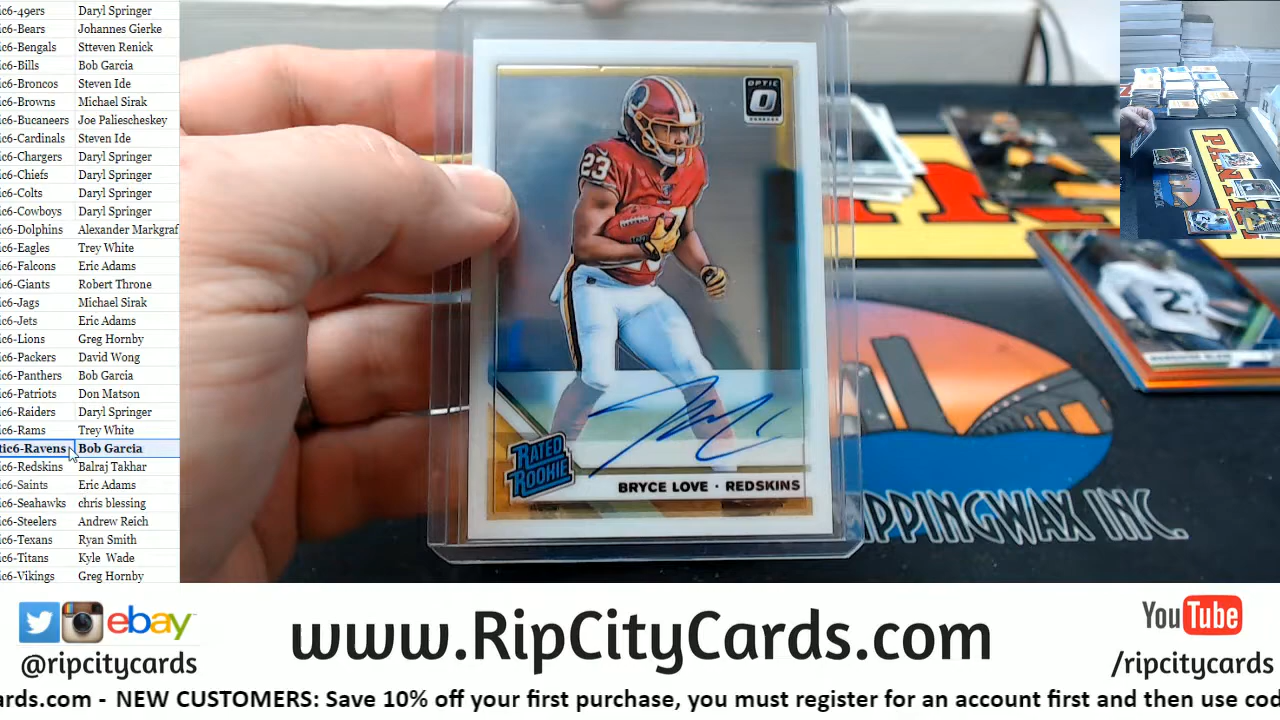 ic6-49ers Daryl Springer
ic6-Bears Johannes Gierke
ic6-Bengals Stteven Renick
ic6-Bills Bob Garcia
ic6-Broncos Steven Ide
ic6-Browns Michael Sirak
ic6-Bucaneers Joe Paliescheskey
ic6-Cardinals Steven Ide
ic6-Chargers Daryl Springer
ic6-Chiefs Daryl Springer
ic6-Colts Daryl Springer
ic6-Cowboys Daryl Springer
ic6-Dolphins Alexander Markgraf
ic6-Eagles Trey White
ic6-Falcons Eric Adams
ic6-Giants Robert Throne
ic6-Jags Michael Sirak
ic6-Jets Eric Adams
ic6-Lions Greg Hornby
ic6-Packers David Wong
ic6-Panthers Bob Garcia
ic6-Patriots Don Matson
ic6-Raiders Daryl Springer
ic6-Rams Trey White
tic6-Ravens Bob Garcia
ic6-Redskins Balraj Takhar
ic6-Saints Eric Adams
ic6-Seahawks chris blessing
ic6-Steelers Andrew Reich
ic6-Texans Ryan Smith
ic6-Titans Kyle Wade
ic6-Vikings Greg Hornby
OPTIC
23
RATED
ROOKIE
BRYCE LOVE · REDSKINS
PPINGWAX INC.
PANI
ebay
@ripcitycards
www.RipCityCards.com
YouTube
/ripcitycards
ards.com - NEW CUSTOMERS: Save 10% off your first purchase, you must register for an account first and then use cod